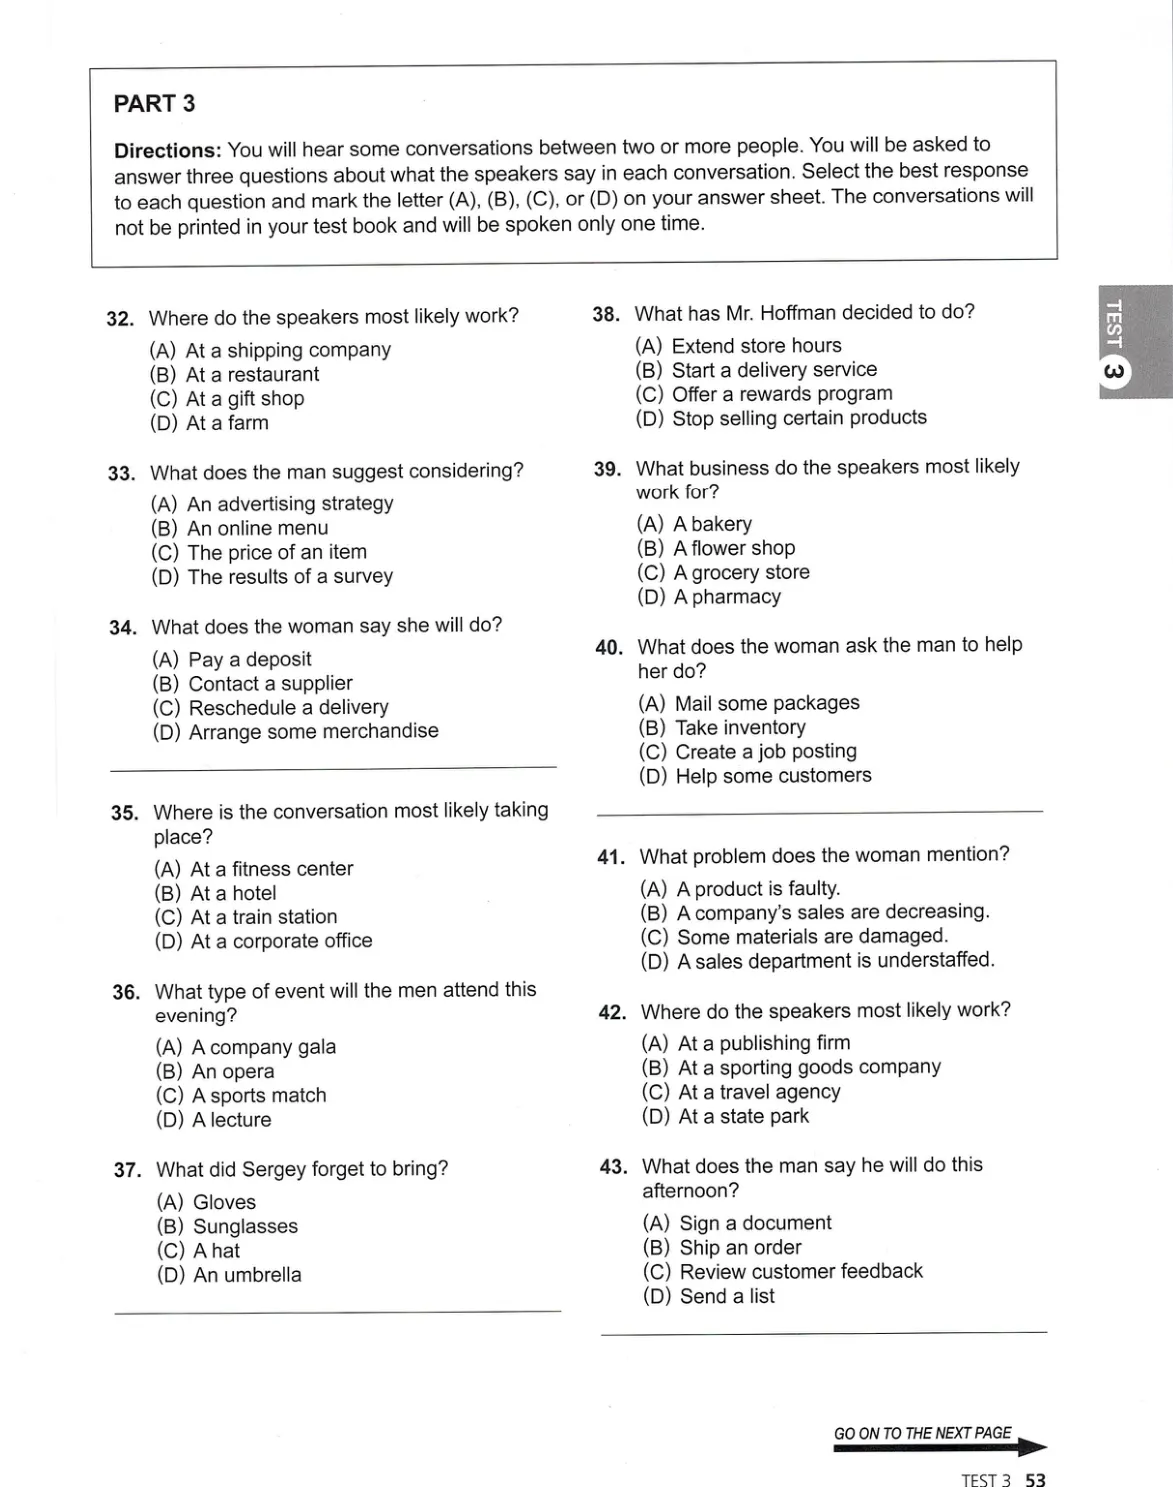 PART 3
Directions: You will hear some conversations between two or more people. You will be asked to
answer three questions about what the speakers say in each conversation. Select the best response
to each question and mark the letter (A), (B), (C), or (D) on your answer sheet. The conversations will
not be printed in your test book and will be spoken only one time.
32. Where do the speakers most likely work?
(A) At a shipping company
(B) At a restaurant
(C) At a gift shop
(D) At a farm
33. What does the man suggest considering?
(A) An advertising strategy
(B) An online menu
(C) The price of an item
(D) The results of a survey
34. What does the woman say she will do?
(A) Pay a deposit
(B) Contact a supplier
(C) Reschedule a delivery
(D) Arrange some merchandise
35. Where is the conversation most likely taking
place?
(A) At a fitness center
(B) At a hotel
(C) At a train station
(D) At a corporate office
36. What type of event will the men attend this
evening?
(A) A company gala
(B) An opera
(C) A sports match
(D) A lecture
37. What did Sergey forget to bring?
(A) Gloves
(B) Sunglasses
(C) A hat
(D) An umbrella
38. What has Mr. Hoffman decided to do?
(A) Extend store hours
(B) Start a delivery service
(C) Offer a rewards program
(D) Stop selling certain products
39. What business do the speakers most likely
work for?
(A) A bakery
(B) A flower shop
(C) A grocery store
(D) A pharmacy
40. What does the woman ask the man to help
her do?
(A) Mail some packages
(B) Take inventory
(C) Create a job posting
(D) Help some customers
41. What problem does the woman mention?
(A) A product is faulty.
(B) A company's sales are decreasing.
(C) Some materials are damaged.
(D) A sales department is understaffed.
42. Where do the speakers most likely work?
(A) At a publishing firm
(B) At a sporting goods company
(C) At a travel agency
(D) At a state park
43. What does the man say he will do this
afternoon?
(A) Sign a document
(B) Ship an order
(C) Review customer feedback
(D) Send a list
TEST 3
GO ON TO THE NEXT PAGE
TEST 3 53